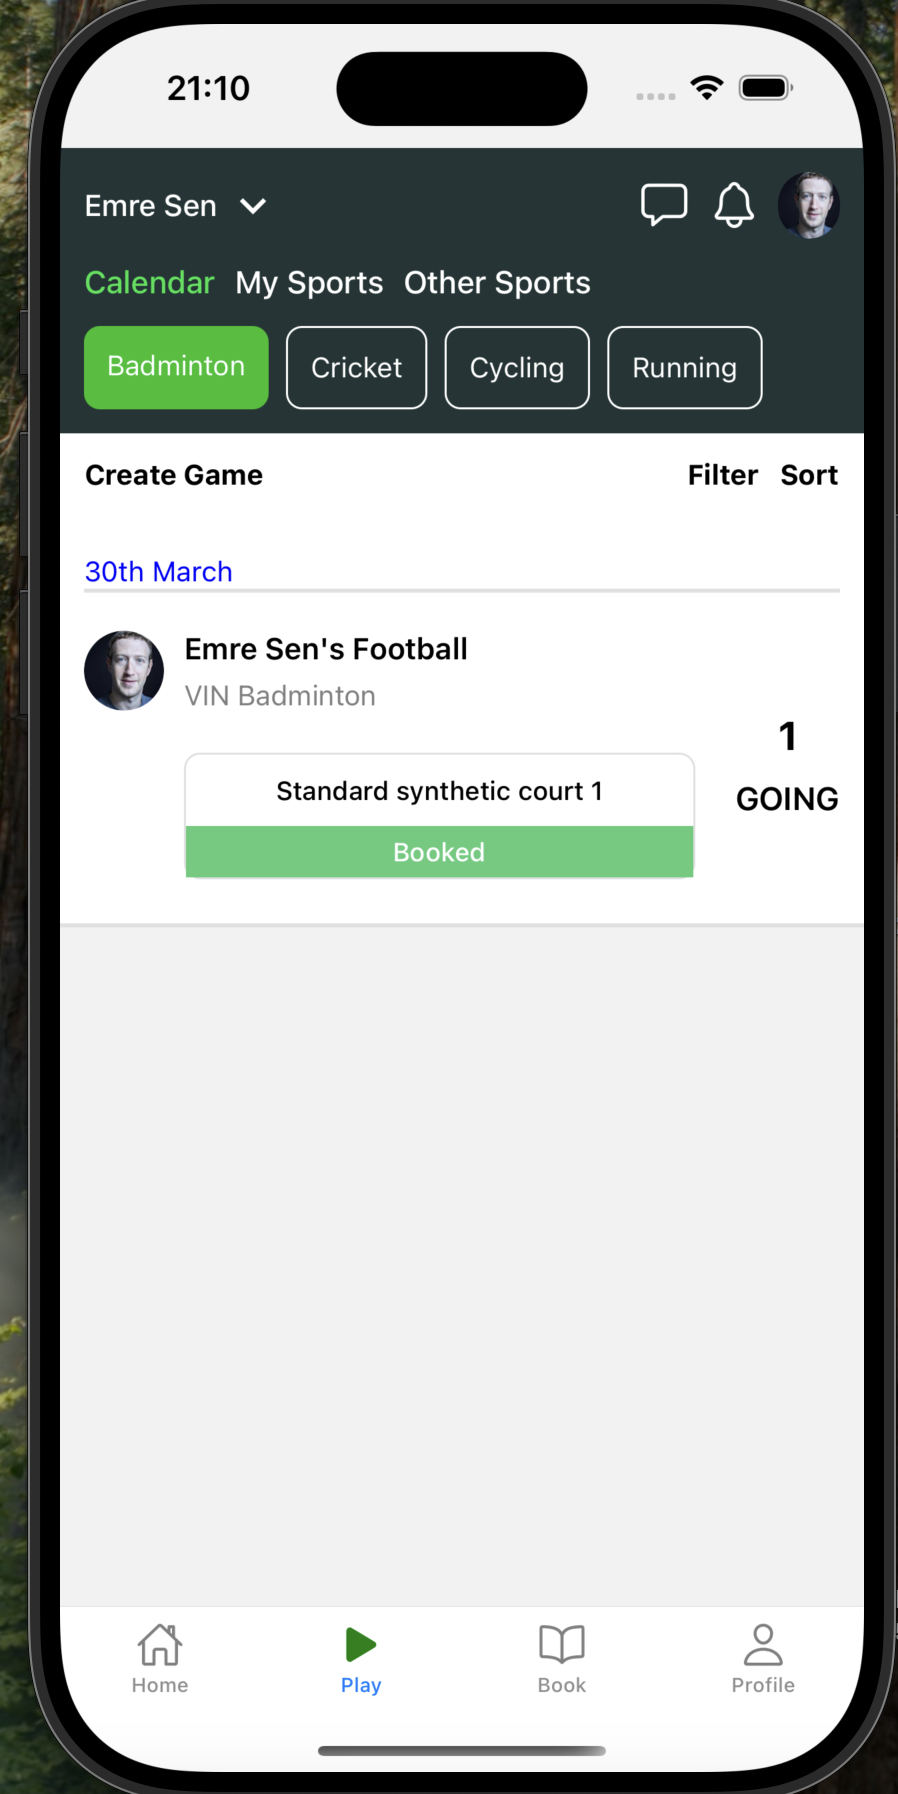 21:10
Emre Sen
Calendar My Sports Other Sports
Badminton Cricket Cycling Running
Create Game Filter Sort
30th March
Emre Sen's Football
VIN Badminton
1
Standard synthetic court 1
GOING
Booked
Home Play Book Profile